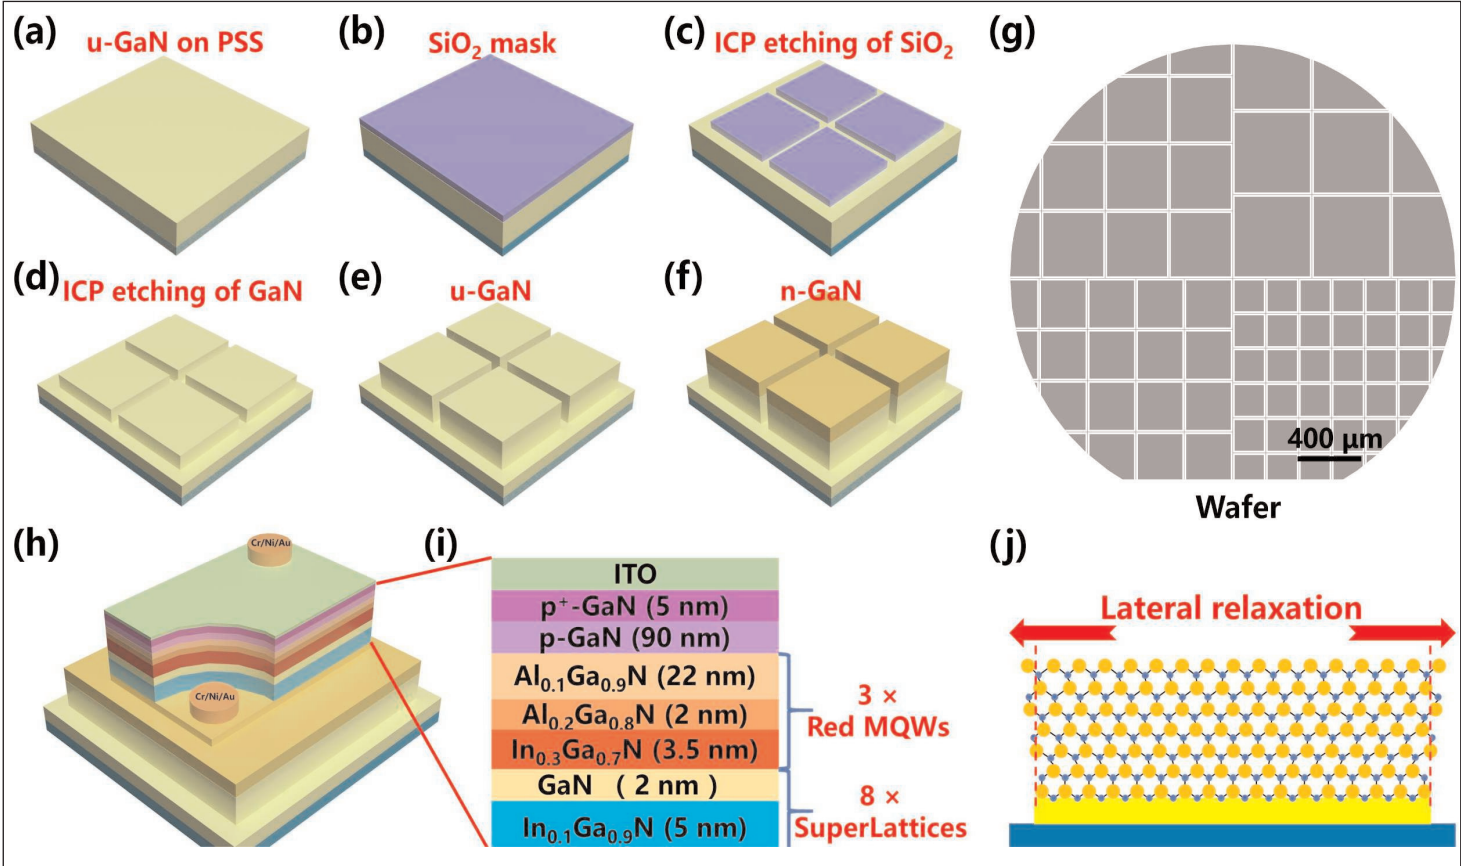 (a)
u-GaN on PSS
(b)
SiO₂ mask
(c)
ICP etching of SiO₂
(g)
(d)
ICP etching of GaN
(e)
u-GaN
(f)
n-GaN
400 μm
Wafer
(h)
Cr/Ni/Au
Cr/Ni/Au
(i)
ITO
p⁺-GaN (5 nm)
p-GaN (90 nm)
Al₀.₁Ga₀.₉N (22 nm)
Al₀.₂Ga₀.₈N (2 nm)
In₀.₃Ga₀.₇N (3.5 nm)
GaN ( 2 nm )
In₀.₁Ga₀.₉N (5 nm)
3 ×
Red MQWs
8 ×
SuperLattices
(j)
Lateral relaxation